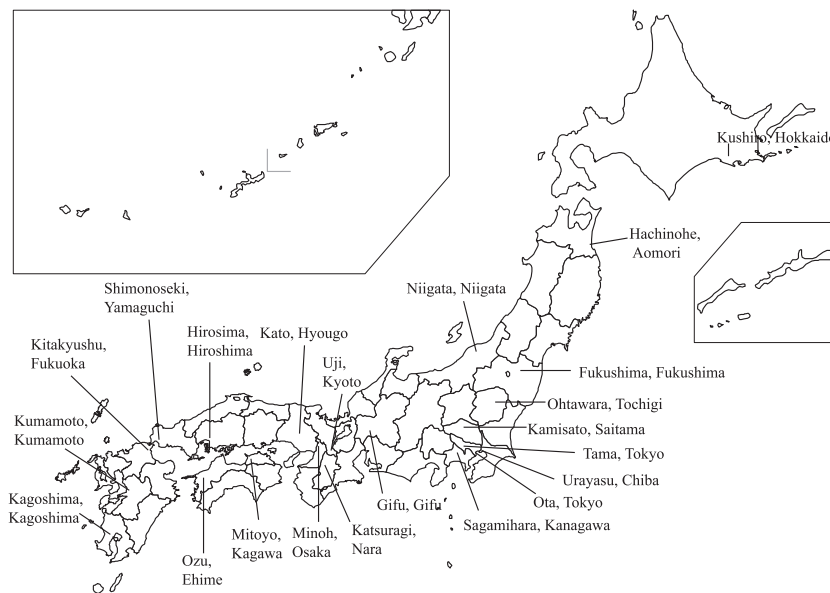 Kushiro, Hokkaido
Hachinohe,
Aomori
Niigata, Niigata
Shimonoseki,
Yamaguchi
Hirosima,
Hiroshima
Kato, Hyougo
Kitakyushu,
Fukuoka
Uji,
Kyoto
Fukushima, Fukushima
Ohtawara, Tochigi
Kumamoto,
Kumamoto
Kamisato, Saitama
Tama, Tokyo
Urayasu, Chiba
Kagoshima,
Kagoshima
Gifu, Gifu
Ota, Tokyo
Sagamihara, Kanagawa
Mitoyo,
Kagawa
Minoh,
Osaka
Katsuragi,
Nara
Ozu,
Ehime